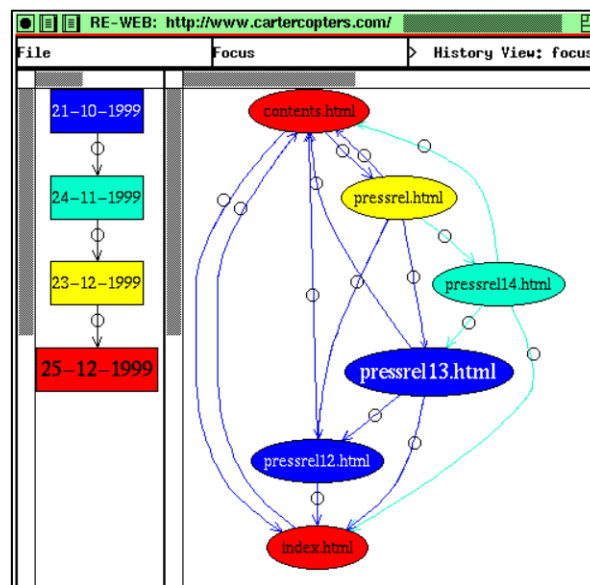 RE-WEB: http://www.cartercopters.com/
File
Focus
> History View: focus
21-10-1999
24-11-1999
23-12-1999
25-12-1999
contents.html
pressrel.html
pressrel14.html
pressrel13.html
pressrel12.html
index.html